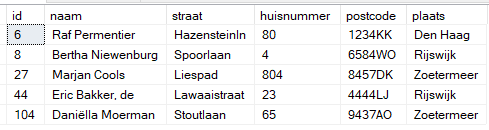 id naam straat huisnummer postcode plaats
6 Raf Permentier Hazensteinln 80 1234KK Den Haag
8 Bertha Niewenburg Spoorlaan 4 6584WO Rijswijk
27 Marjan Cools Liespad 804 8457DK Zoetermeer
44 Eric Bakker, de Lawaaistraat 23 4444LJ Rijswijk
104 Daniëlla Moerman Stoutlaan 65 9437AO Zoetermeer